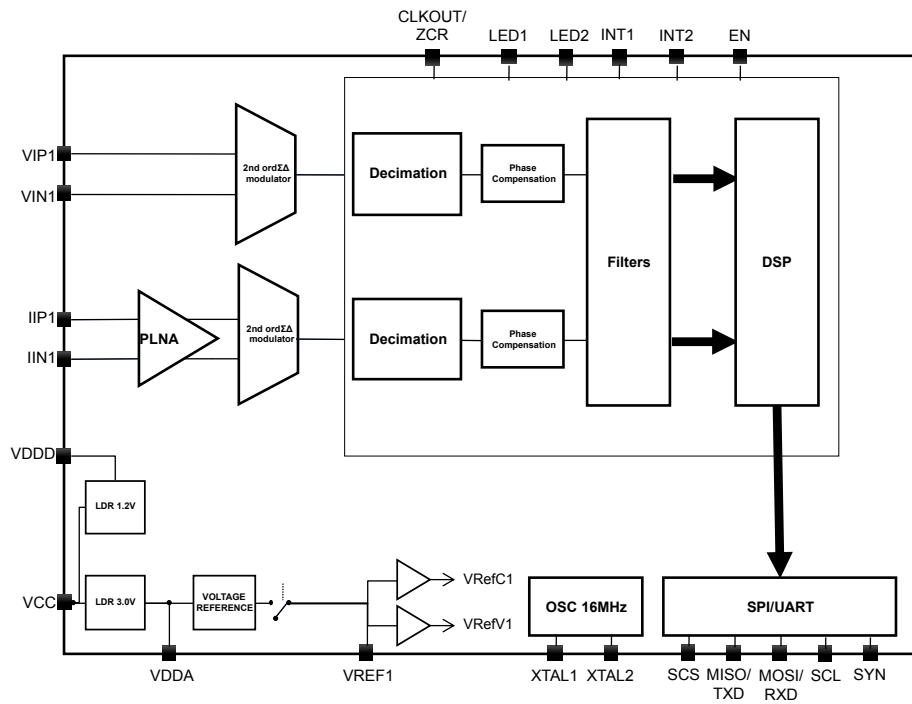 CLKOUT/
ZCR
LED1
LED2
INT1
INT2
EN
VIP1
VIN1
2nd ordΣΔ
modulator
Decimation
Phase
Compensation
Filters
DSP
IIP1
IIN1
PLNA
2nd ordΣΔ
modulator
Decimation
Phase
Compensation
VDDD
LDR 1.2V
VCC
LDR 3.0V
VOLTAGE
REFERENCE
VRefC1
VRefV1
OSC 16MHz
SPI/UART
VDDA
VREF1
XTAL1
XTAL2
SCS
MISO/
TXD
MOSI/
RXD
SCL
SYN